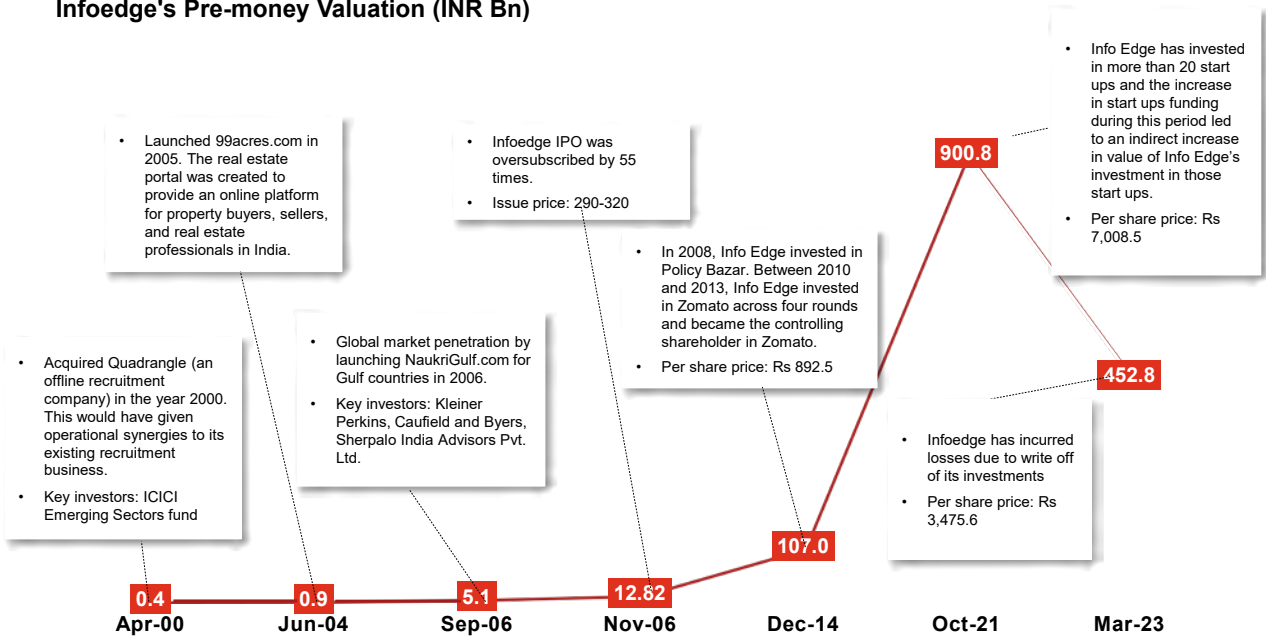 Infoedge's Pre-money Valuation (INR Bn)
• Launched 99acres.com in
2005. The real estate
portal was created to
provide an online platform
for property buyers, sellers,
and real estate
professionals in India.
• Infoedge IPO was
oversubscribed by 55
times.
• Issue price: 290-320
• Info Edge has invested
in more than 20 start
ups and the increase
in start ups funding
during this period led
to an indirect increase
in value of Info Edge’s
investment in those
start ups.
• Per share price: Rs
7,008.5
• Acquired Quadrangle (an
offline recruitment
company) in the year 2000.
This would have given
operational synergies to its
existing recruitment
business.
• Key investors: ICICI
Emerging Sectors fund
• Global market penetration by
launching NaukriGulf.com for
Gulf countries in 2006.
• Key investors: Kleiner
Perkins, Caufield and Byers,
Sherpalo India Advisors Pvt.
Ltd.
• In 2008, Info Edge invested in
Policy Bazar. Between 2010
and 2013, Info Edge invested
in Zomato across four rounds
and became the controlling
shareholder in Zomato.
• Per share price: Rs 892.5
• Infoedge has incurred
losses due to write off
of its investments
• Per share price: Rs
3,475.6
0.4
0.9
5.1
12.82
107.0
900.8
452.8
Apr-00
Jun-04
Sep-06
Nov-06
Dec-14
Oct-21
Mar-23